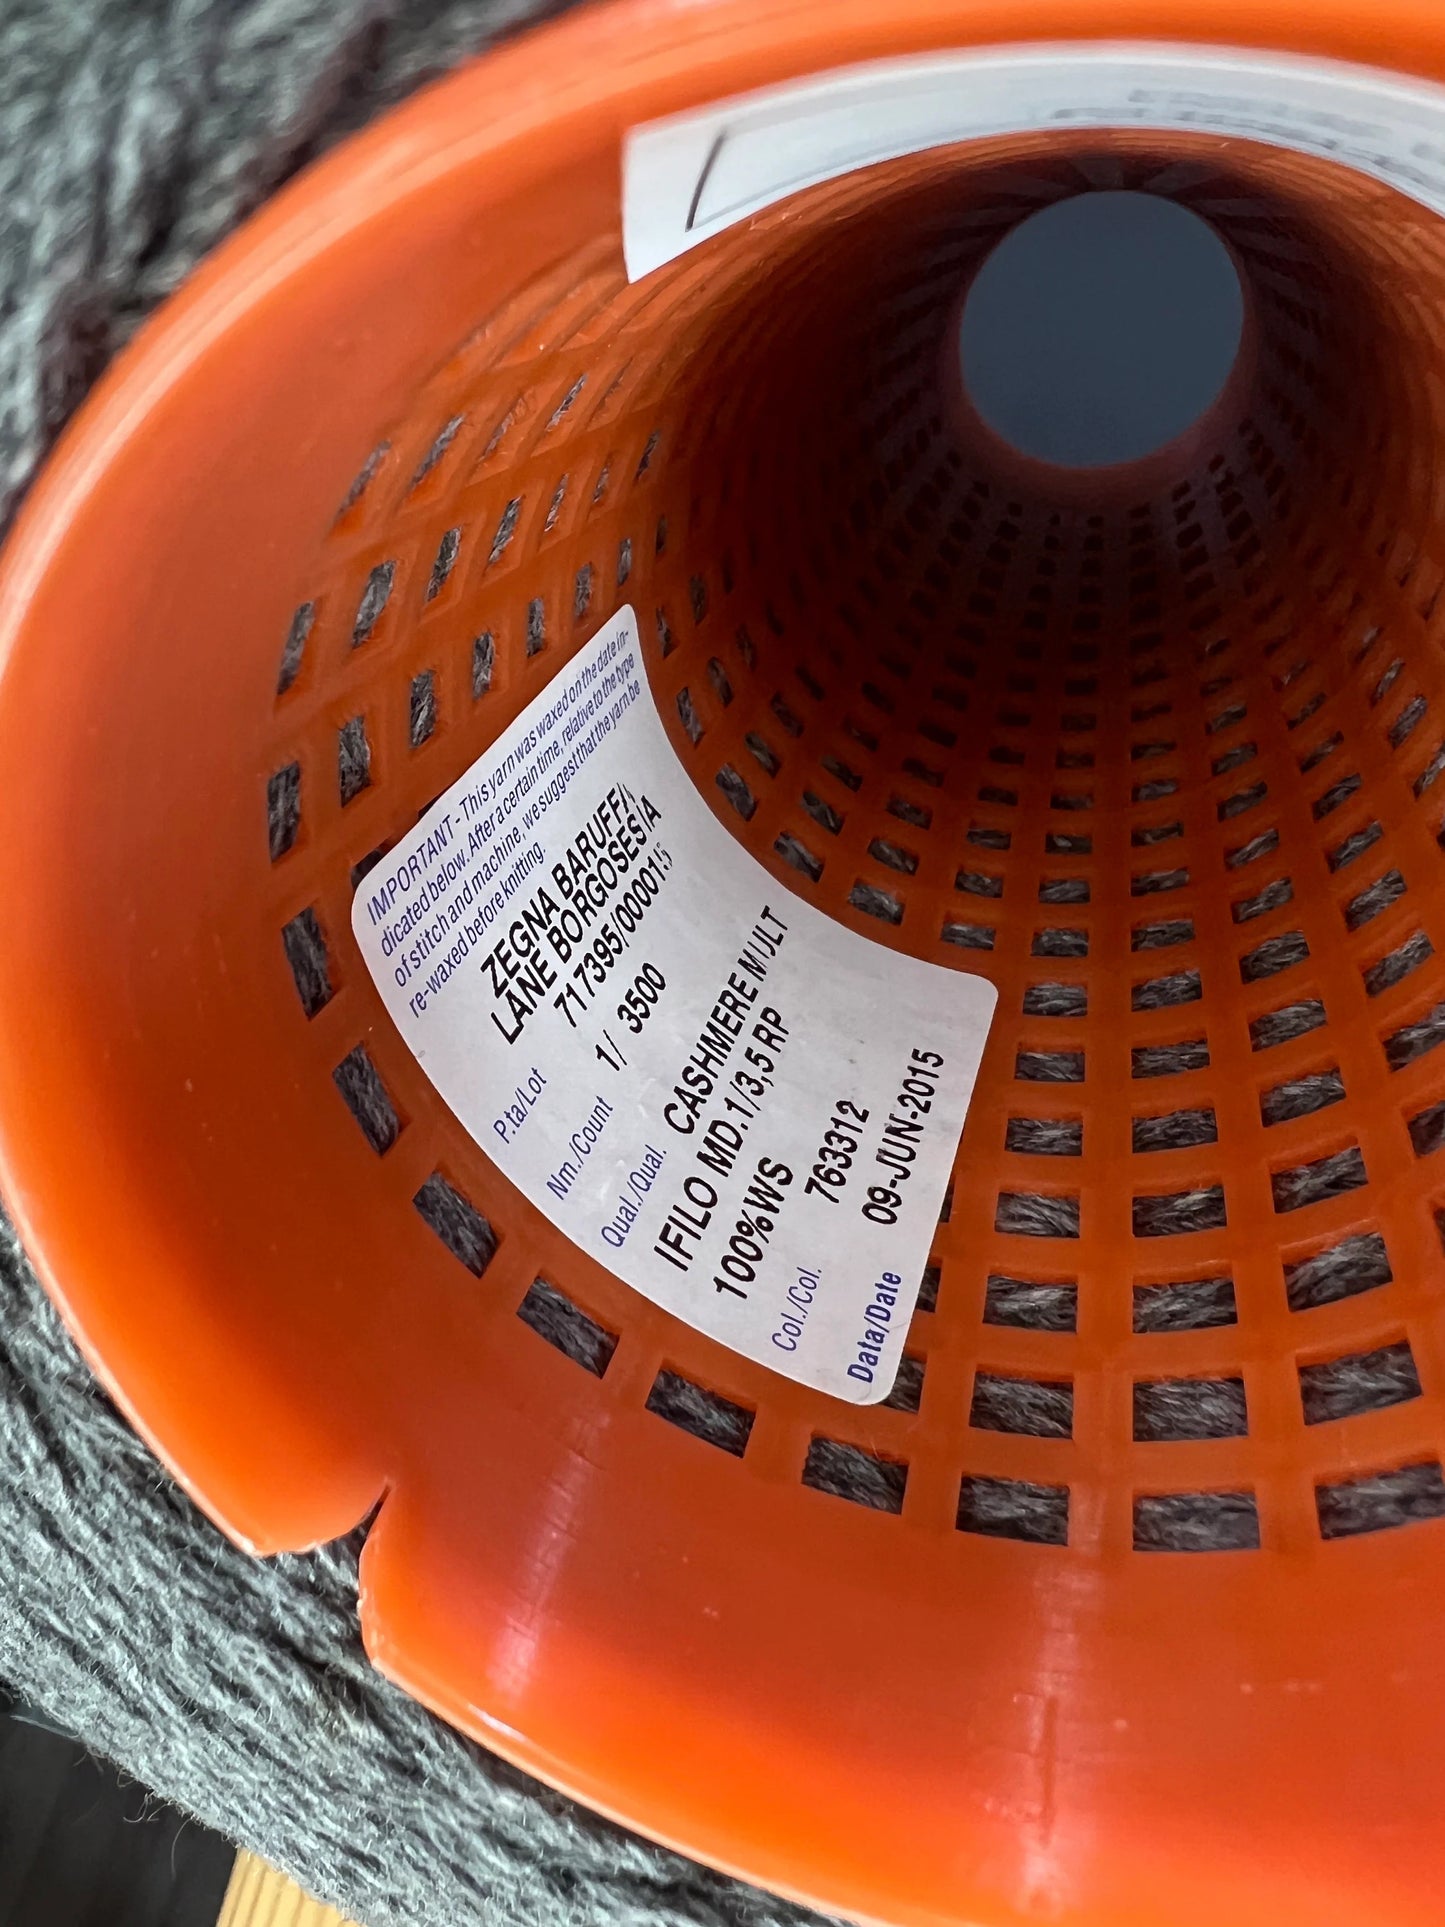 IMPORTANT - This yarn was waxed on the date in-
dicated below. After a certain time, relative to the type
of stitch and machine, we suggest that the yarn be
re-waxed before knitting.
ZEGNA BARUFFA
LANE BORGOSESIA
P.ta/Lot 717395/0000015
Nm./Count 1/ 3500
Qual./Qual. CASHMERE MULT
IFILO MD.1/3,5 RP
100%WS
Col./Col. 763312
Data/Date 09-JUN-2015